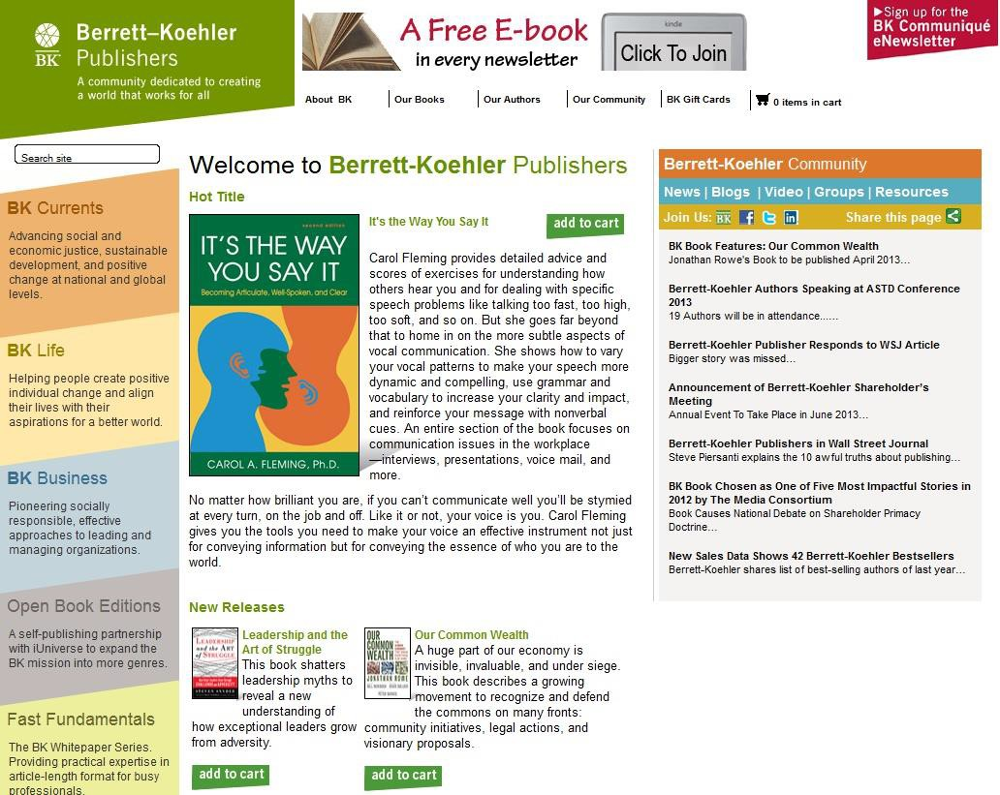 Berrett–Koehler
Publishers
BK
A community dedicated to creating
a world that works for all
A Free E-book
in every newsletter
kindle
Click To Join
Sign up for the
BK Communiqué
eNewsletter
About BK
Our Books
Our Authors
Our Community
BK Gift Cards
0 items in cart
Search site
BK Currents
Advancing social and
economic justice, sustainable
development, and positive
change at national and global
levels.
BK Life
Helping people create positive
individual change and align
their lives with their
aspirations for a better world.
BK Business
Pioneering socially
responsible, effective
approaches to leading and
managing organizations.
Open Book Editions
A self-publishing partnership
with iUniverse to expand the
BK mission into more genres.
Fast Fundamentals
The BK Whitepaper Series.
Providing practical expertise in
article-length format for busy
professionals.
Welcome to Berrett-Koehler Publishers
Hot Title
second edition
IT'S THE WAY
YOU SAY IT
Becoming Articulate, Well-Spoken, and Clear
CAROL A. FLEMING, PH.D.
It's the Way You Say It
add to cart
Carol Fleming provides detailed advice and
scores of exercises for understanding how
others hear you and for dealing with specific
speech problems like talking too fast, too high,
too soft, and so on. But she goes far beyond
that to home in on the more subtle aspects of
vocal communication. She shows how to vary
your vocal patterns to make your speech more
dynamic and compelling, use grammar and
vocabulary to increase your clarity and impact,
and reinforce your message with nonverbal
cues. An entire section of the book focuses on
communication issues in the workplace
—interviews, presentations, voice mail, and
more.
No matter how brilliant you are, if you can’t communicate well you’ll be stymied
at every turn, on the job and off. Like it or not, your voice is you. Carol Fleming
gives you the tools you need to make your voice an effective instrument not just
for conveying information but for conveying the essence of who you are to the
world.
New Releases
LEADERSHIP
and the ART
of STRUGGLE
STEVEN SNYDER
Leadership and the
Art of Struggle
This book shatters
leadership myths to
reveal a new
understanding of
how exceptional leaders grow
from adversity.
add to cart
OUR
COMMON
WEALTH
JONATHAN ROWE
Our Common Wealth
A huge part of our economy is
invisible, invaluable, and under siege.
This book describes a growing
movement to recognize and defend
the commons on many fronts:
community initiatives, legal actions, and
visionary proposals.
add to cart
Berrett-Koehler Community
News | Blogs | Video | Groups | Resources
Join Us: BK f t in Share this page
BK Book Features: Our Common Wealth
Jonathan Rowe's Book to be published April 2013...
Berrett-Koehler Authors Speaking at ASTD Conference
2013
19 Authors will be in attendance......
Berrett-Koehler Publisher Responds to WSJ Article
Bigger story was missed...
Announcement of Berrett-Koehler Shareholder’s
Meeting
Annual Event To Take Place in June 2013...
Berrett-Koehler Publishers in Wall Street Journal
Steve Piersanti explains the 10 awful truths about publishing...
BK Book Chosen as One of Five Most Impactful Stories in
2012 by The Media Consortium
Book Causes National Debate on Shareholder Primacy
Doctrine...
New Sales Data Shows 42 Berrett-Koehler Bestsellers
Berrett-Koehler shares list of best-selling authors of last year...